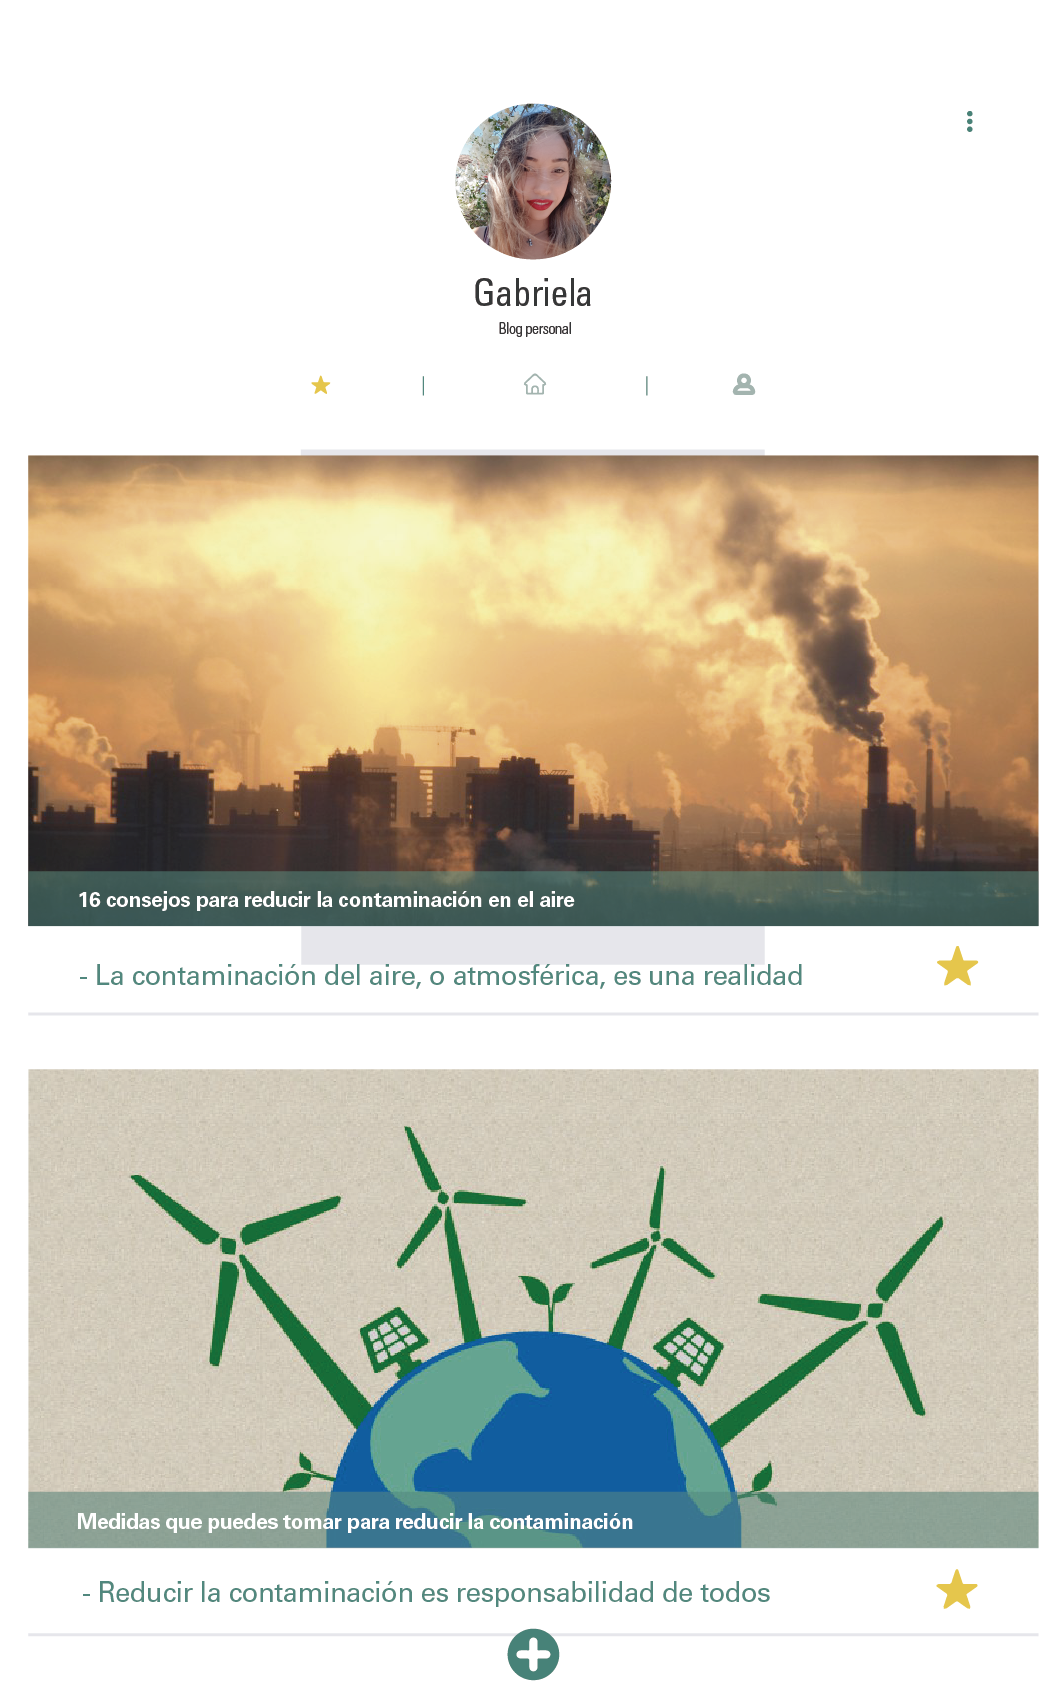 Gabriela
Blog personal
16 consejos para reducir la contaminación en el aire
- La contaminación del aire, o atmosférica, es una realidad
Medidas que puedes tomar para reducir la contaminación
- Reducir la contaminación es responsabilidad de todos